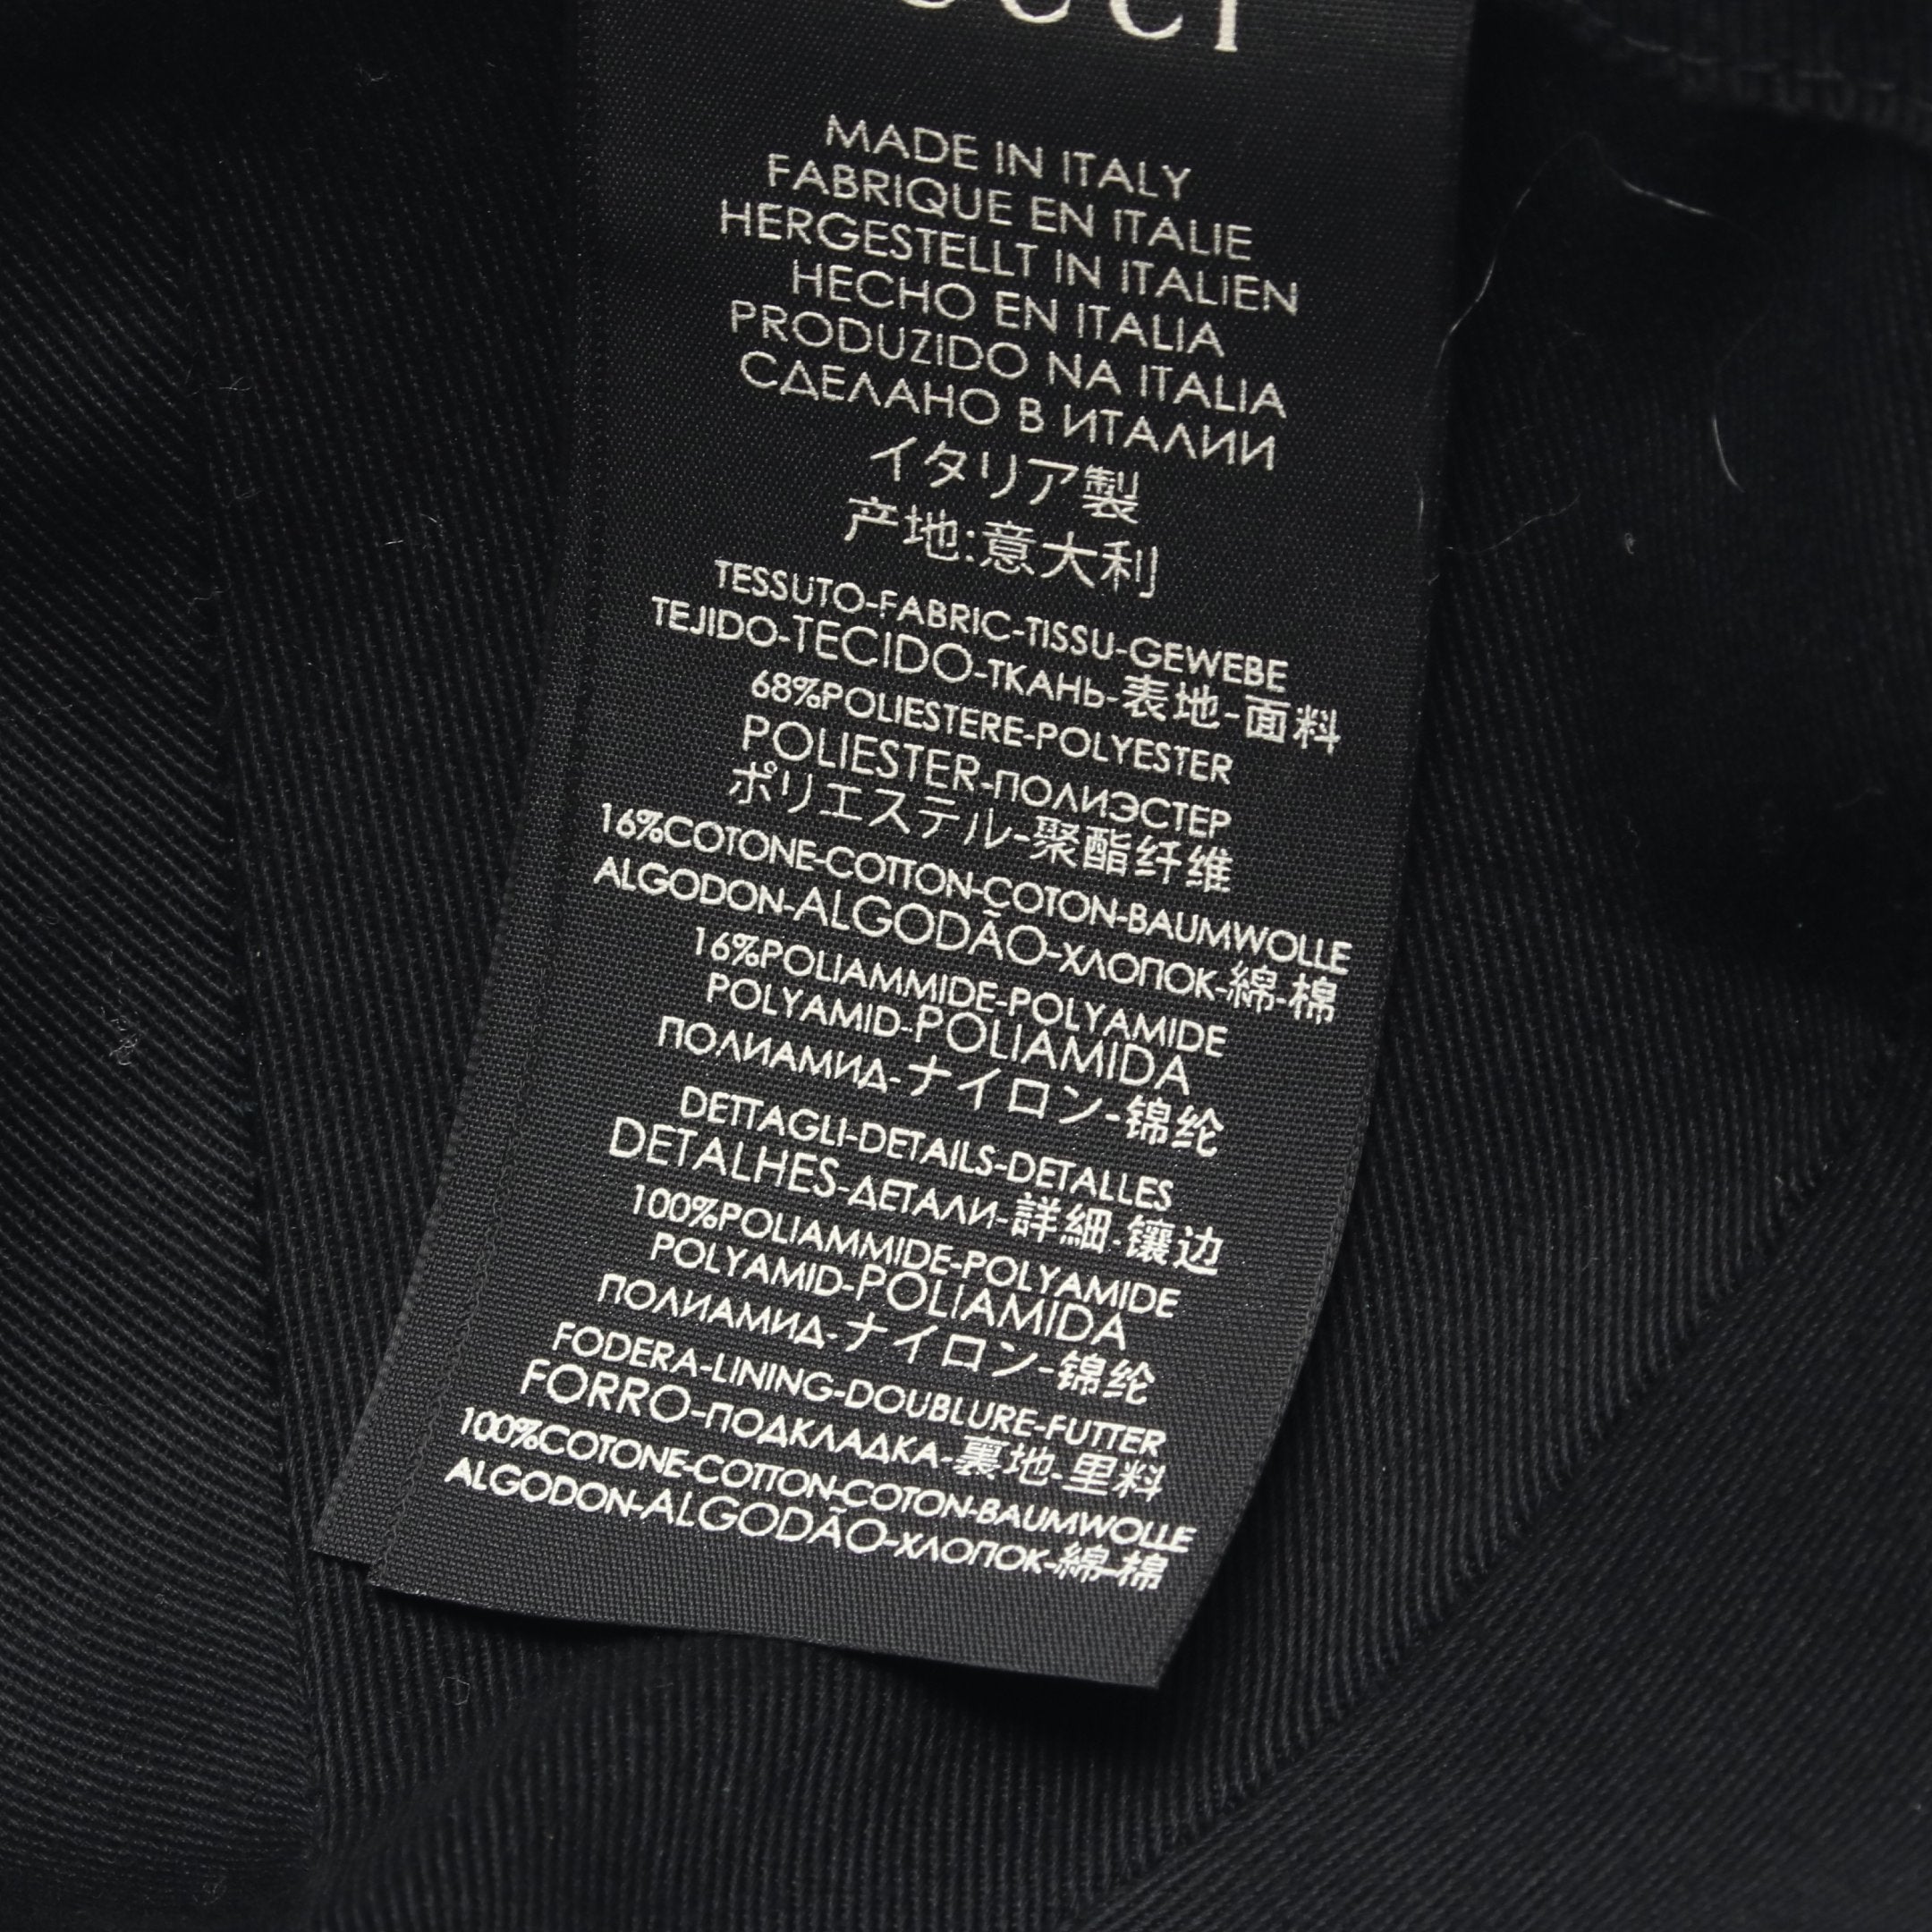 MADE IN ITALY
FABRIQUE EN ITALIE
HERGESTELLT IN ITALIEN
HECHO EN ITALIA
PRODUZIDO NA ITALIA
СДЕЛАНО В ИТАЛИИ
イタリア製
产地:意大利
TESSUTO-FABRIC-TISSU-GEWEBE
TEJIDO-TECIDO-ТКАНЬ-表地-面料
68%POLIESTERE-POLYESTER
POLIESTER-ПОЛИЭСТЕР
ポリエステル-聚酯纤维
16%COTONE-COTTON-COTON-BAUMWOLLE
ALGODON-ALGODÃO-ХЛОПОК-綿-棉
16%POLIAMMIDE-POLYAMIDE
POLYAMID-POLIAMIDA
ПОЛИАМИД-ナイロン-锦纶
DETTAGLI-DETAILS-DETALLES
DETALHES-ДЕТАЛИ-詳細-镶边
100%POLIAMMIDE-POLYAMIDE
POLYAMID-POLIAMIDA
ПОЛИАМИД-ナイロン-锦纶
FODERA-LINING-DOUBLURE-FUTTER
FORRO-ПОДКЛАДКА-裏地-里料
100%COTONE-COTTON-COTON-BAUMWOLLE
ALGODON-ALGODÃO-ХЛОПОК-綿-棉